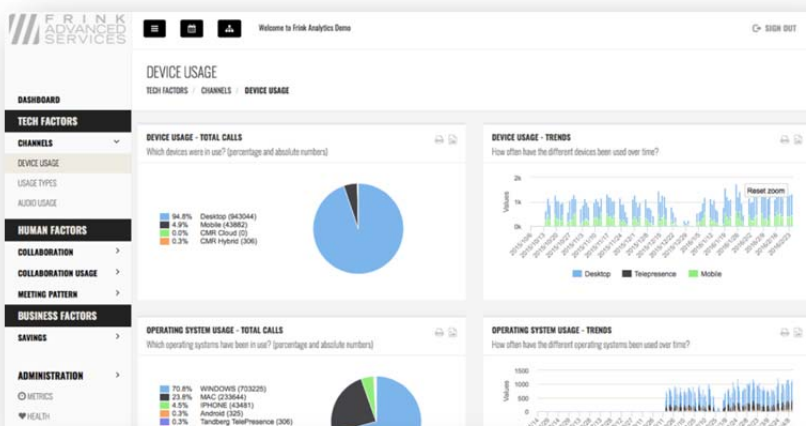 FRINK
ADVANCED
SERVICES
Welcome to Frink Analytics Demo
SIGN OUT
DEVICE USAGE
TECH FACTORS / CHANNELS / DEVICE USAGE
DASHBOARD
TECH FACTORS
CHANNELS
DEVICE USAGE
USAGE TYPES
AUDIO USAGE
HUMAN FACTORS
COLLABORATION
COLLABORATION USAGE
MEETING PATTERN
BUSINESS FACTORS
SAVINGS
ADMINISTRATION
METRICS
HEALTH
DEVICE USAGE - TOTAL CALLS
Which devices were in use? (percentage and absolute numbers)
94.8% Desktop (943044)
4.9% Mobile (43862)
0.0% CMR Cloud (0)
0.3% CMR Hybrid (306)
DEVICE USAGE - TRENDS
How often have the different devices been used over time?
Values
2k
1k
0k
Reset zoom
Desktop Telepresence Mobile
OPERATING SYSTEM USAGE - TOTAL CALLS
Which operating systems have been in use? (percentage and absolute numbers)
70.8% WINDOWS (703225)
23.8% MAC (233644)
4.5% IPHONE (43481)
0.3% Android (325)
0.3% Tandberg TelePresence (306)
OPERATING SYSTEM USAGE - TRENDS
How often have the different operating systems been used over time?
Values
1500
1000
500
0